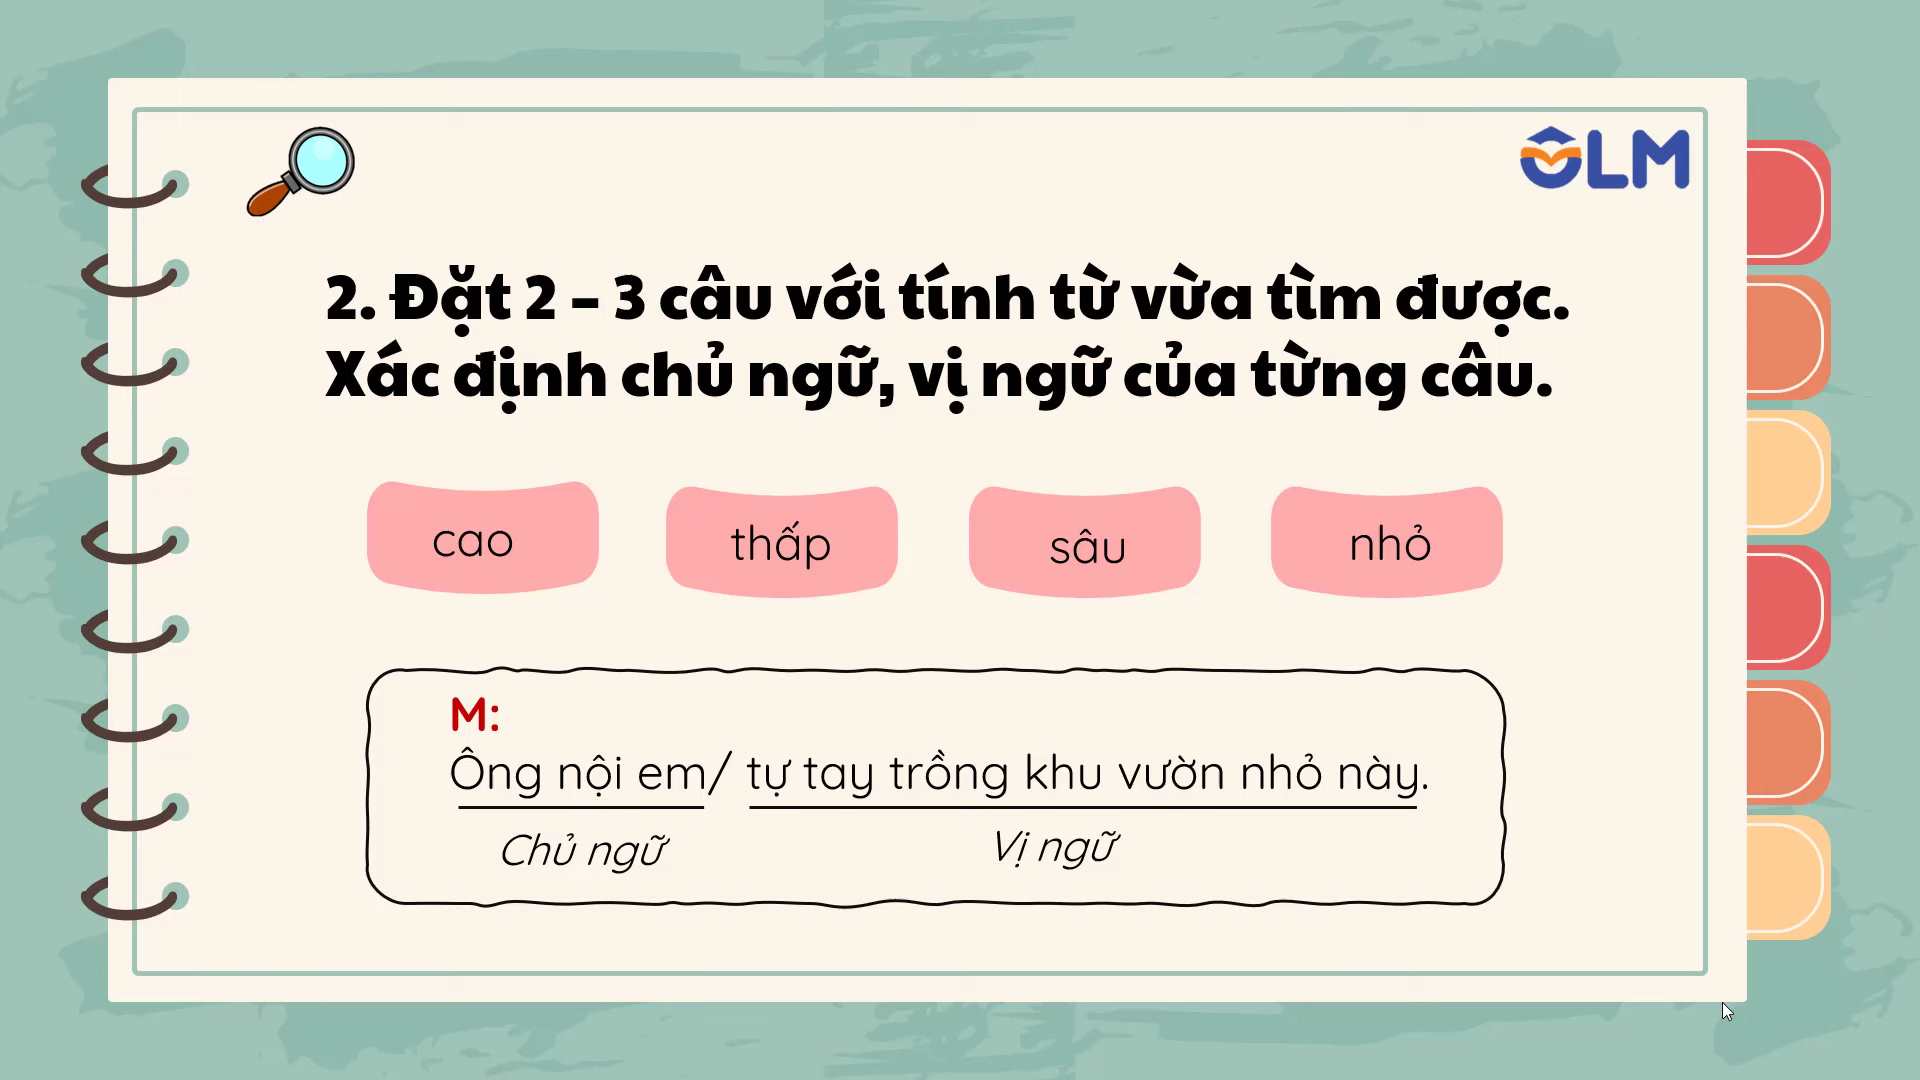 OLM
2. Đặt 2 – 3 câu với tính từ vừa tìm được.
Xác định chủ ngữ, vị ngữ của từng câu.
cao thấp sâu nhỏ
M:
Ông nội em/ tự tay trồng khu vườn nhỏ này.
Chủ ngữ Vị ngữ